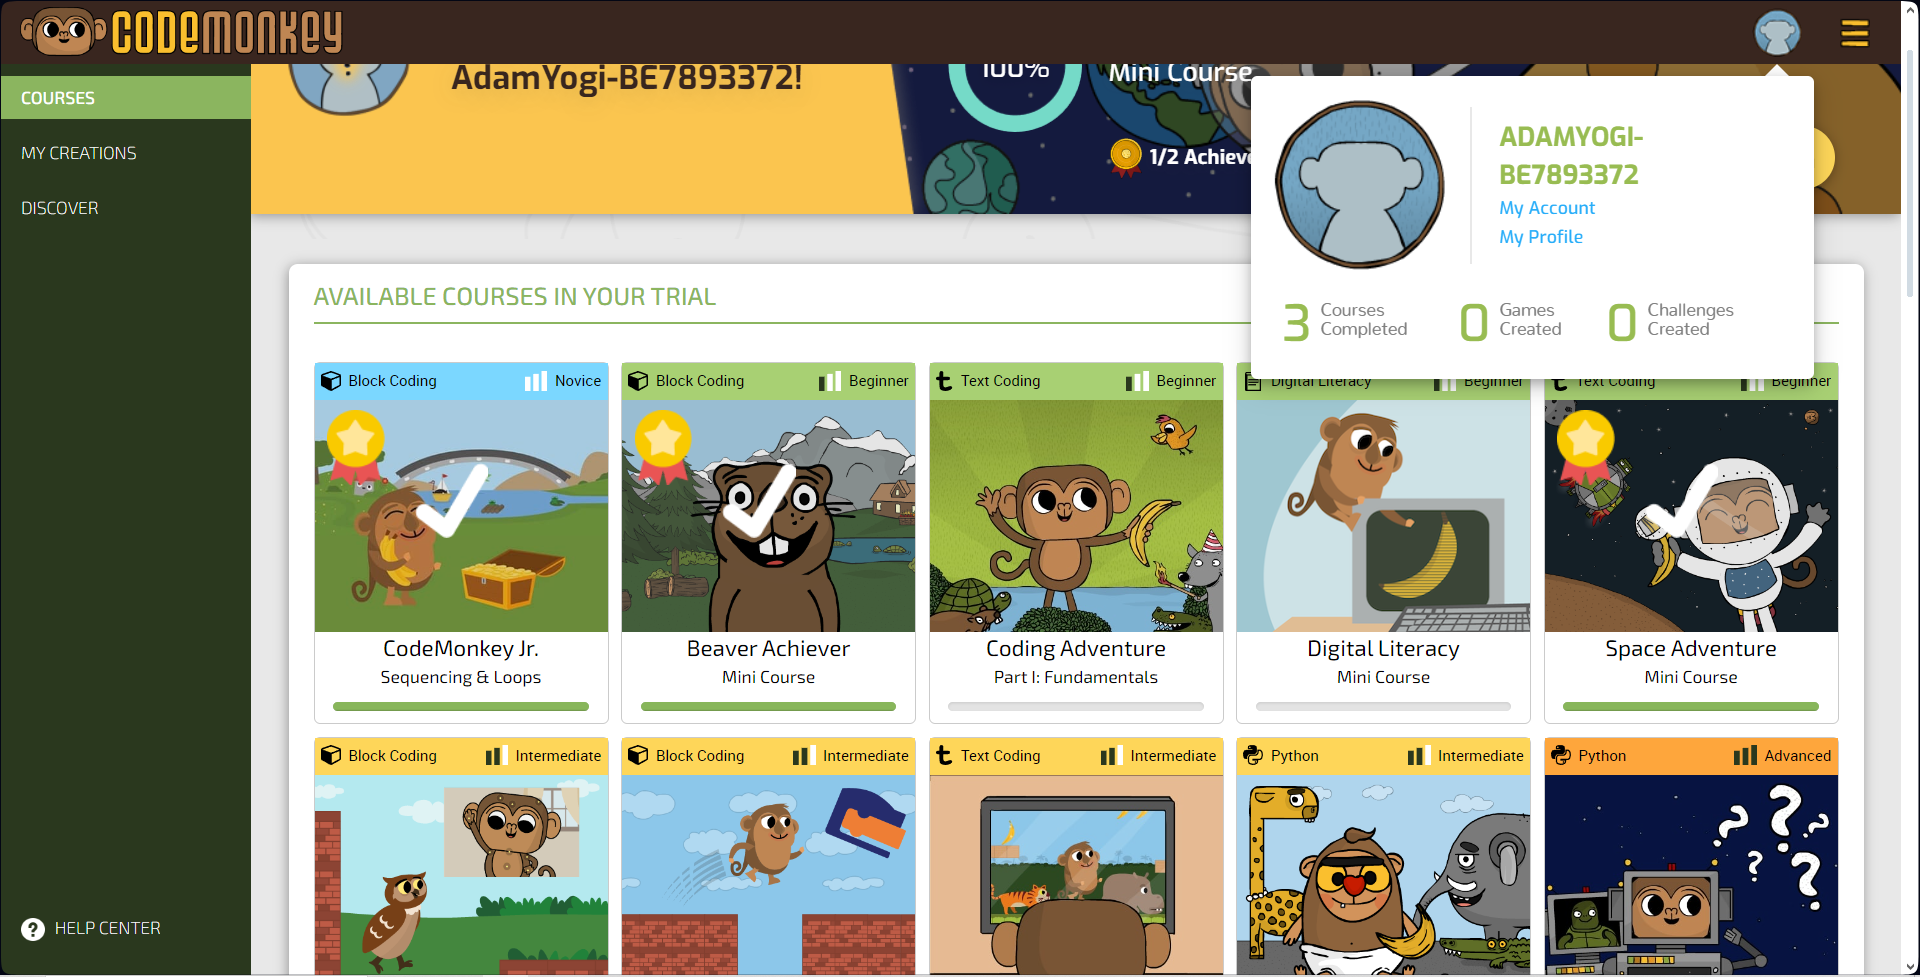 CODEMONKEY
COURSES
MY CREATIONS
DISCOVER
HELP CENTER
AdamYogi-BE7893372!
100%
Mini Course
1/2 Achieve
ADAMYOGI-
BE7893372
My Account
My Profile
3 Courses Completed
0 Games Created
0 Challenges Created
AVAILABLE COURSES IN YOUR TRIAL
Block Coding Novice
CodeMonkey Jr.
Sequencing & Loops
Block Coding Beginner
Beaver Achiever
Mini Course
Text Coding Beginner
Coding Adventure
Part I: Fundamentals
Digital Literacy Beginner
Digital Literacy
Mini Course
Text Coding Beginner
Space Adventure
Mini Course
Block Coding Intermediate
Block Coding Intermediate
Text Coding Intermediate
Python Intermediate
Python Advanced
? ? ? ? ?